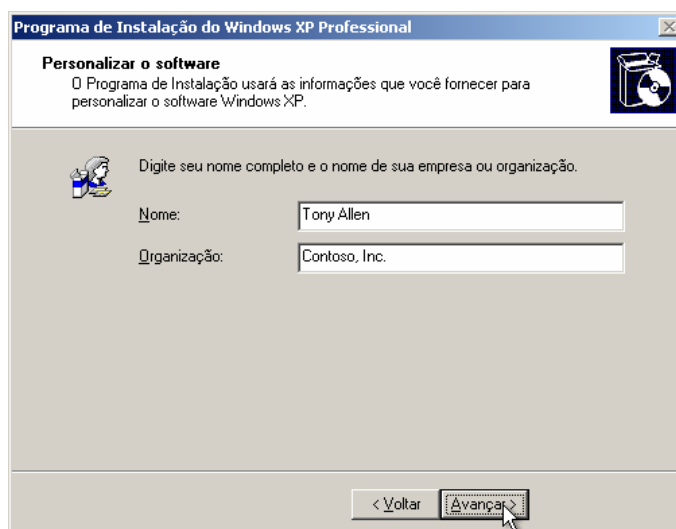 Programa de Instalação do Windows XP Professional
Personalizar o software
O Programa de Instalação usará as informações que você fornecer para
personalizar o software Windows XP.
Digite seu nome completo e o nome de sua empresa ou organização.
Nome: Tony Allen
Organização: Contoso, Inc.
< Voltar Avançar >